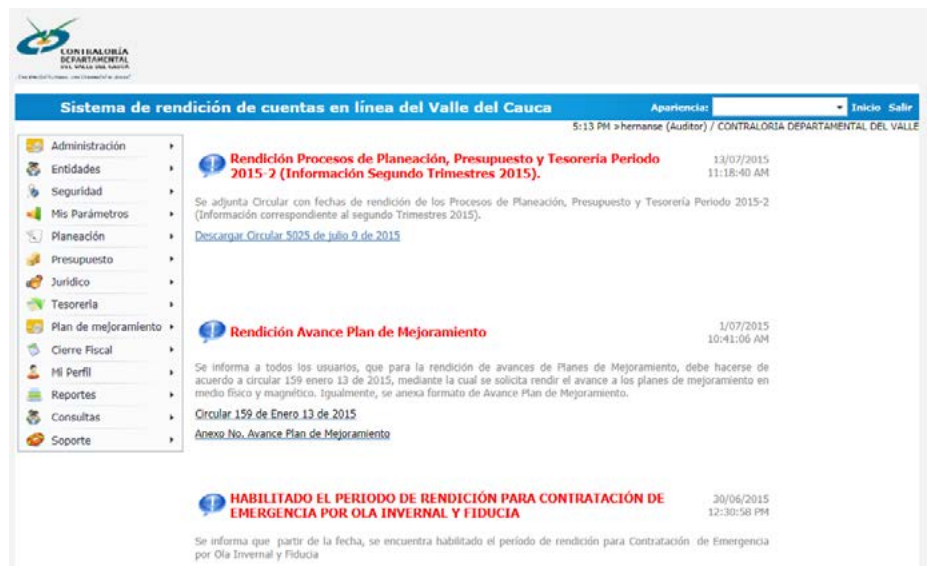 CONTRALORÍA
DEPARTAMENTAL
DEL VALLE DEL CAUCA
Sistema de rendición de cuentas en línea del Valle del Cauca
Apariencia:
Inicio Salir
5:13 PM »hernanse (Auditor) / CONTRALORIA DEPARTAMENTAL DEL VALLE
Administración
Entidades
Seguridad
Mis Parámetros
Planeación
Presupuesto
Jurídico
Tesorería
Plan de mejoramiento
Cierre Fiscal
Mi Perfil
Reportes
Consultas
Soporte
Rendición Procesos de Planeación, Presupuesto y Tesorería Periodo
2015-2 (Información Segundo Trimestres 2015).
13/07/2015
11:18:40 AM
Se adjunta Circular con fechas de rendición de los Procesos de Planeación, Presupuesto y Tesorería Periodo 2015-2
(Información correspondiente al segundo Trimestres 2015).
Descargar Circular 5025 de julio 9 de 2015
Rendición Avance Plan de Mejoramiento
1/07/2015
10:41:06 AM
Se informa a todos los usuarios, que para la rendición de avances de Planes de Mejoramiento, debe hacerse de
acuerdo a circular 159 enero 13 de 2015, mediante la cual se solicita rendir el avance a los planes de mejoramiento en
medio físico y magnético. Igualmente, se anexa formato de Avance Plan de Mejoramiento.
Circular 159 de Enero 13 de 2015
Anexo No. Avance Plan de Mejoramiento
HABILITADO EL PERIODO DE RENDICIÓN PARA CONTRATACIÓN DE
EMERGENCIA POR OLA INVERNAL Y FIDUCIA
30/06/2015
12:30:58 PM
Se informa que partir de la fecha, se encuentra habilitado el período de rendición para Contratación de Emergencia
por Ola Invernal y Fiducia